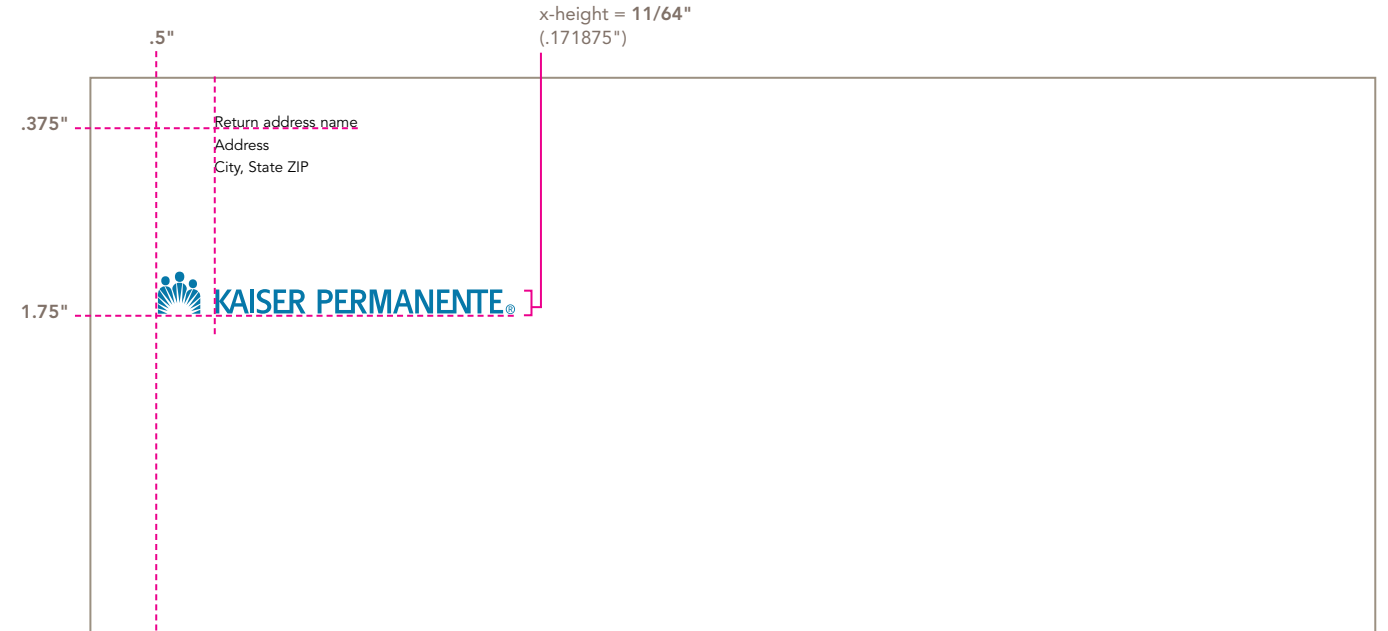 x-height = 11/64"
(.171875")
.5"
.375"
Return address name
Address
City, State ZIP
1.75"
KAISER PERMANENTE®